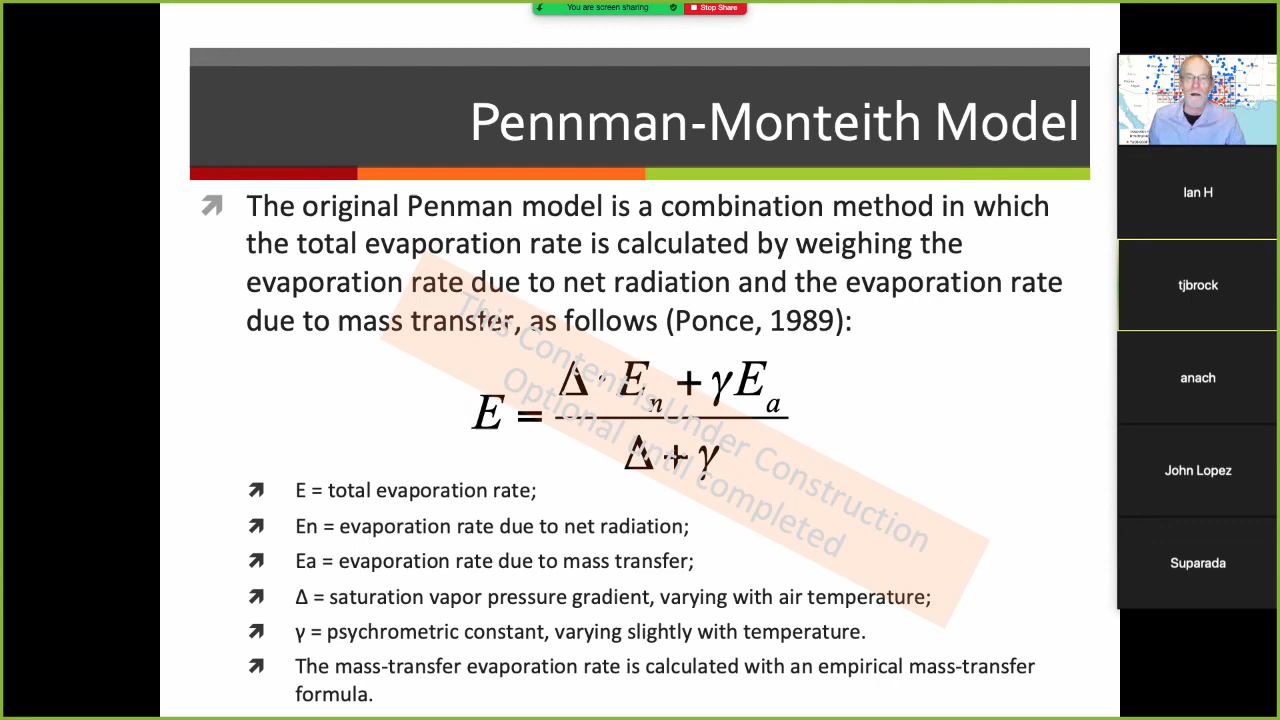 You are screen sharing
Stop Share
Pennman-Monteith Model
The original Penman model is a combination method in which
the total evaporation rate is calculated by weighing the
evaporation rate due to net radiation and the evaporation rate
due to mass transfer, as follows (Ponce, 1989):
E = (Δ · Eₙ + γEₐ) / (Δ + γ)
This Content is Under Construction
Optional until completed
E = total evaporation rate;
En = evaporation rate due to net radiation;
Ea = evaporation rate due to mass transfer;
Δ = saturation vapor pressure gradient, varying with air temperature;
γ = psychrometric constant, varying slightly with temperature.
The mass-transfer evaporation rate is calculated with an empirical mass-transfer
formula.
Ian H
tjbrock
anach
John Lopez
Suparada